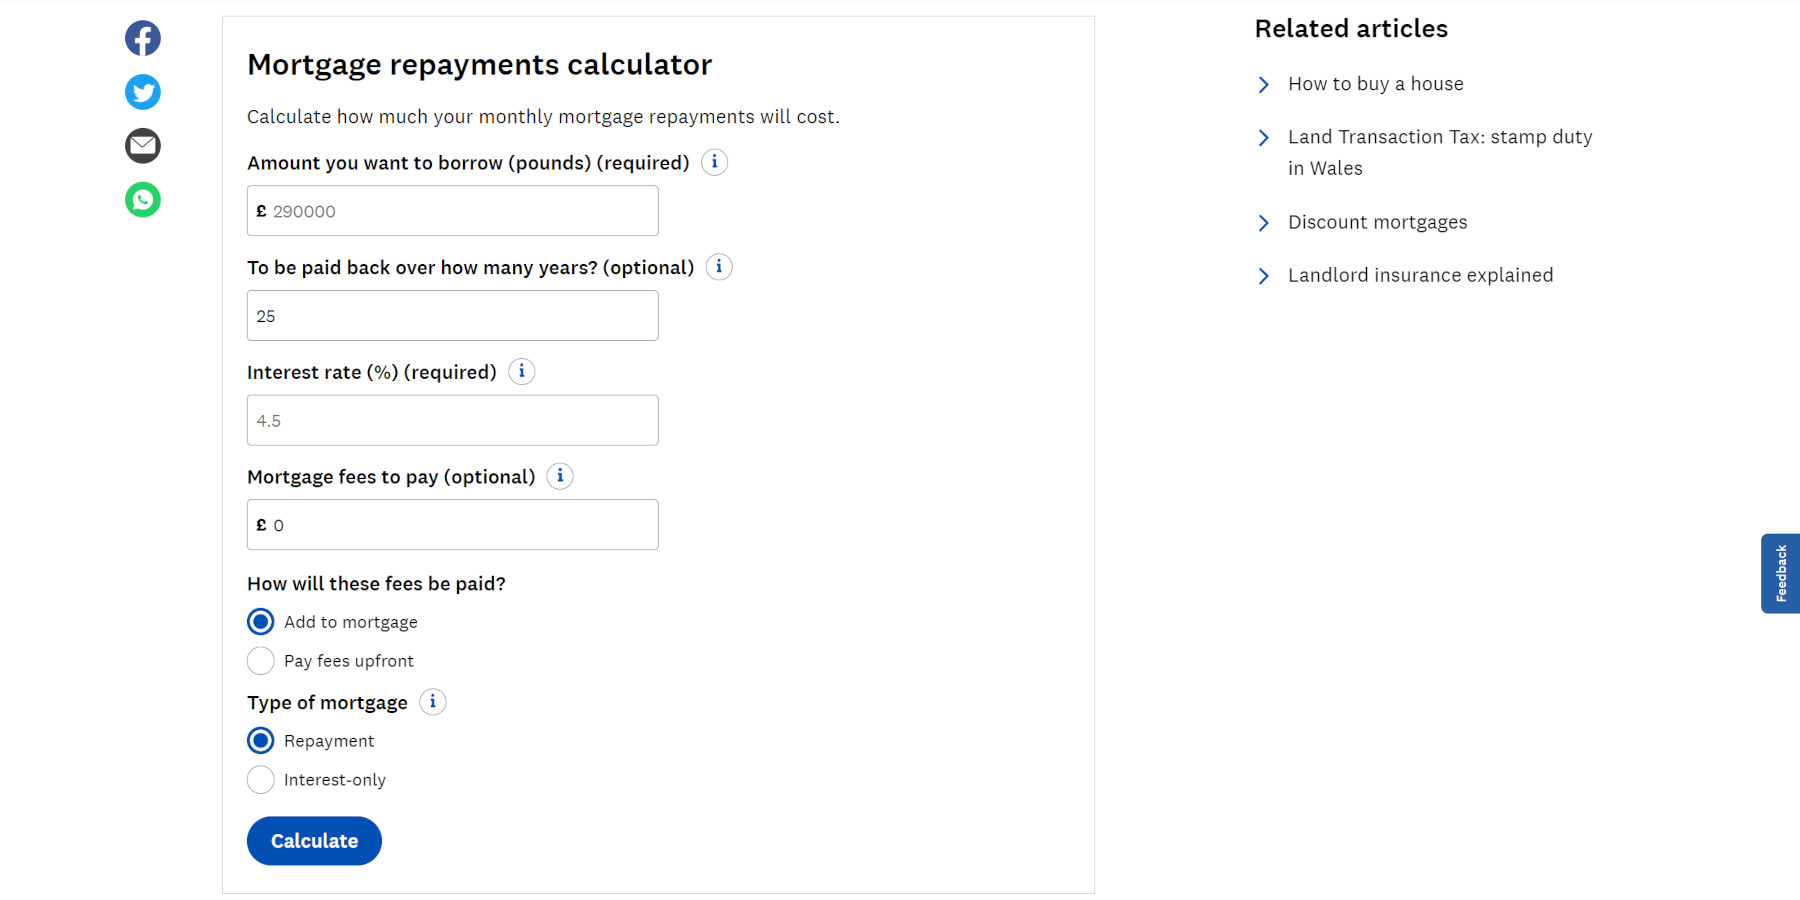 Mortgage repayments calculator
Calculate how much your monthly mortgage repayments will cost.
Amount you want to borrow (pounds) (required) i
£ 290000
To be paid back over how many years? (optional) i
25
Interest rate (%) (required) i
4.5
Mortgage fees to pay (optional) i
£ 0
How will these fees be paid?
Add to mortgage
Pay fees upfront
Type of mortgage i
Repayment
Interest-only
Calculate
Related articles
How to buy a house
Land Transaction Tax: stamp duty
in Wales
Discount mortgages
Landlord insurance explained
Feedback